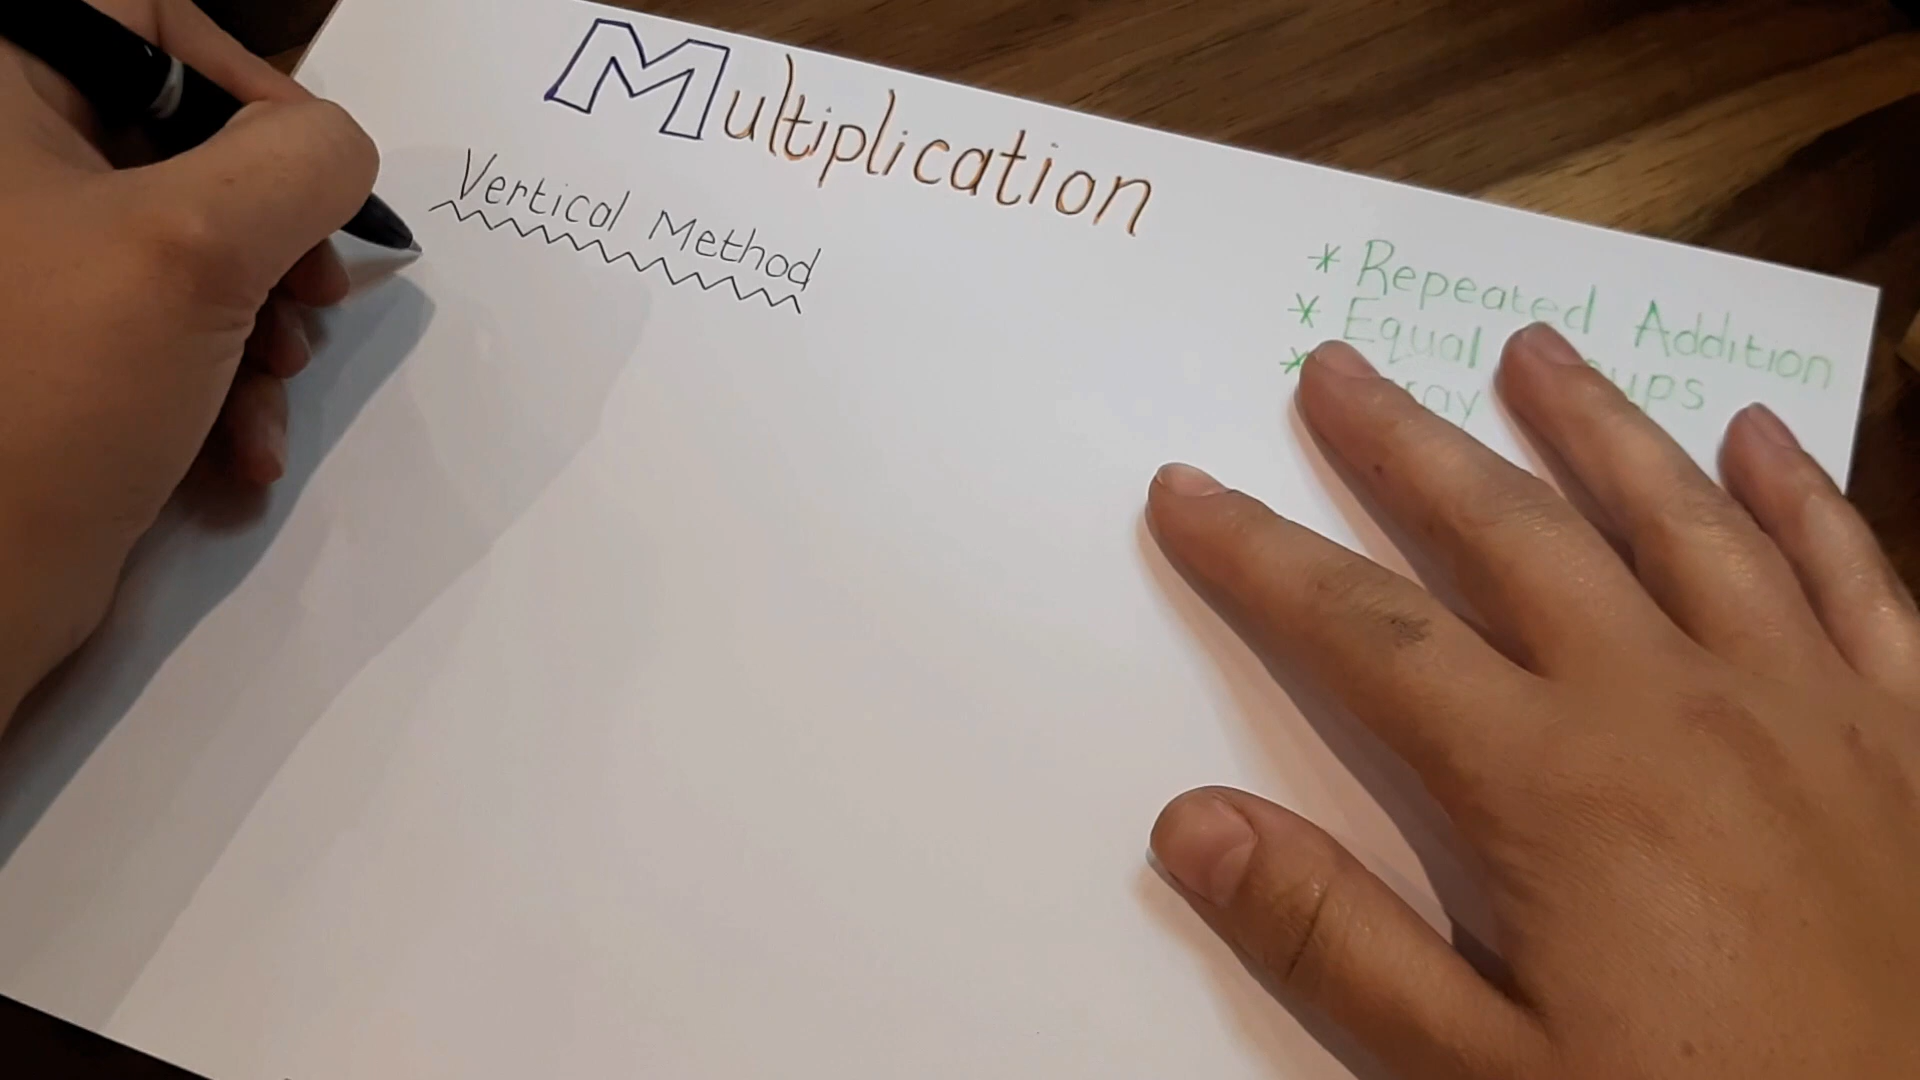 Multiplication
Vertical Method
* Repeated Addition
* Equal
*